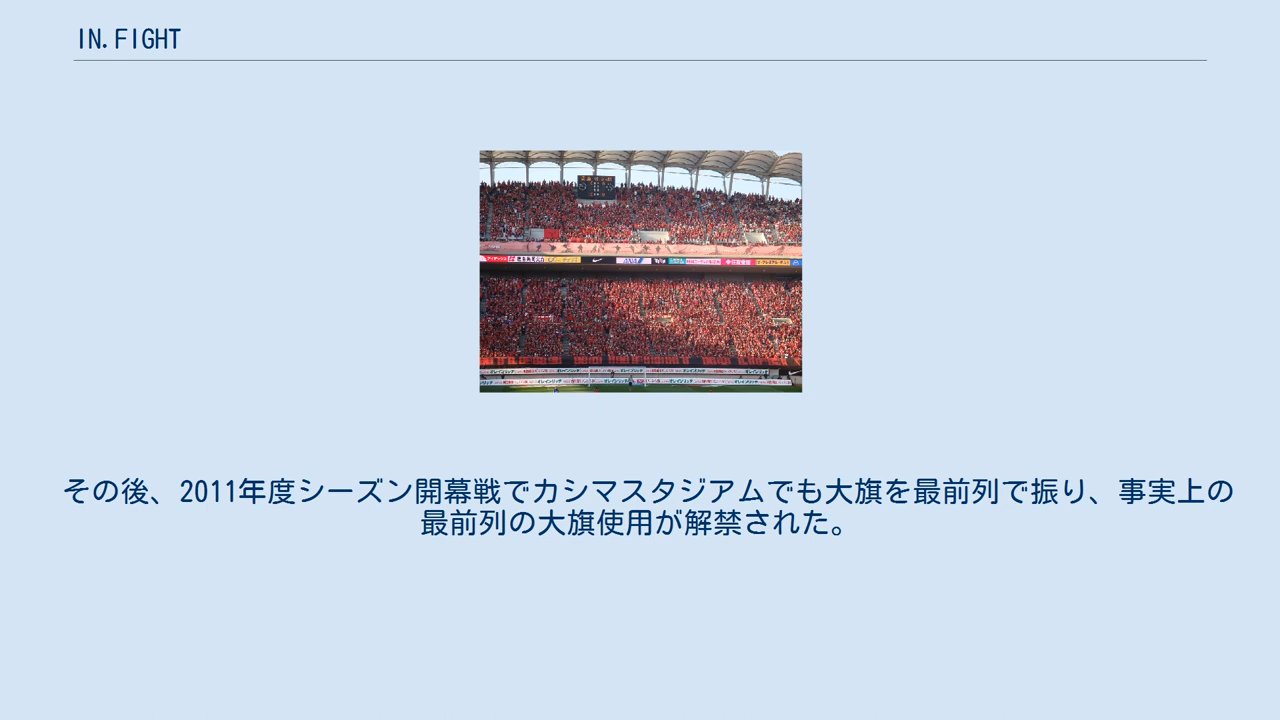 IN.FIGHT
その後、2011年度シーズン開幕戦でカシマスタジアムでも大旗を最前列で振り、事実上の
最前列の大旗使用が解禁された。